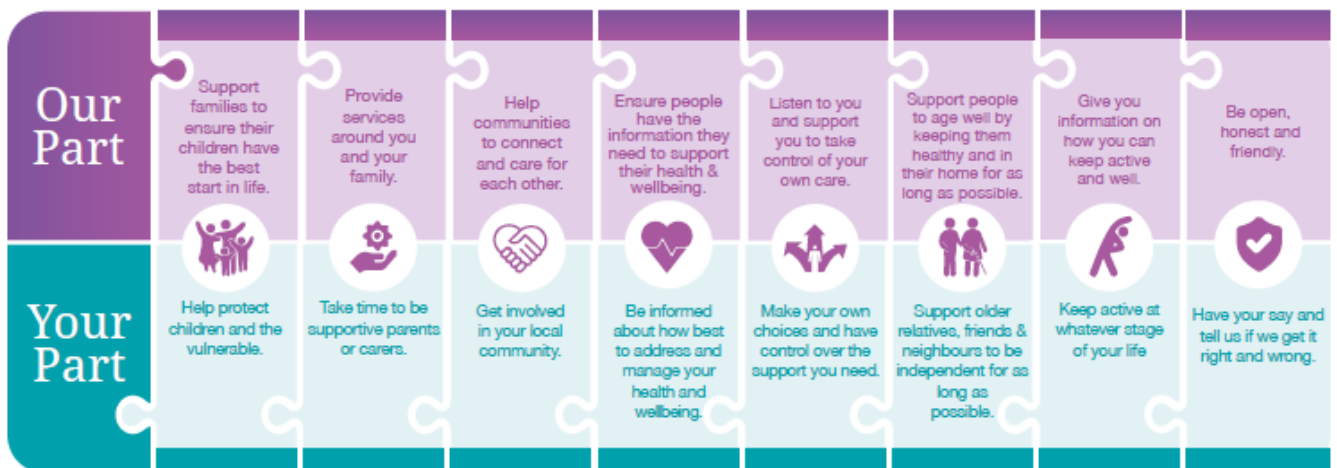 Our
Part
Support
families to
ensure their
children have
the best
start in life.
Provide
services
around you
and your
family.
Help
communities
to connect
and care for
each other.
Ensure people
have the
information they
need to support
their health &
wellbeing.
Listen to you
and support
you to take
control of your
own care.
Support people
to age well by
keeping them
healthy and in
their home for as
long as possible.
Give you
information on
how you can
keep active
and well.
Be open,
honest and
friendly.
Your
Part
Help protect
children and the
vulnerable.
Take time to be
supportive parents
or carers.
Get involved
in your local
community.
Be informed
about how best
to address and
manage your
health and
wellbeing.
Make your own
choices and have
control over the
support you need.
Support older
relatives, friends &
neighbours to be
independent for as
long as
possible.
Keep active at
whatever stage
of your life
Have your say and
tell us if we get it
right and wrong.